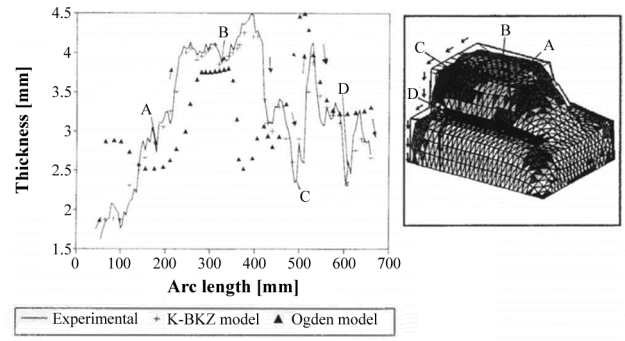 4.5
4
3.5
3
2.5
2
1.5
Thickness [mm]
A
B
C
D
0 100 200 300 400 500 600 700
Arc length [mm]
Experimental + K-BKZ model ▲ Ogden model
B
A
C
D